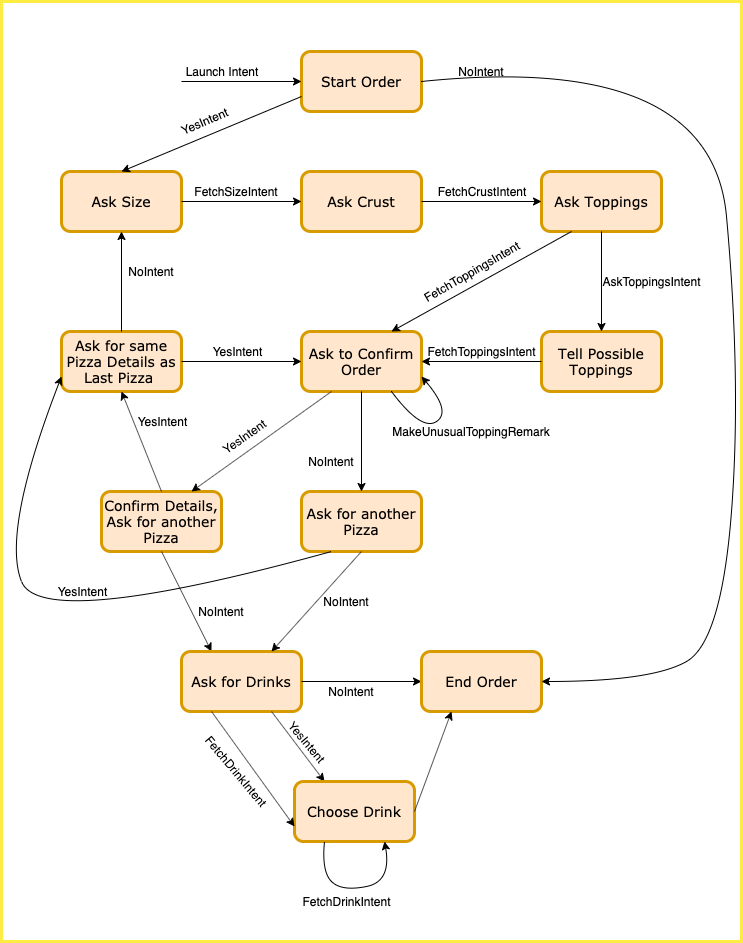 Launch Intent
Start Order
NoIntent
YesIntent
Ask Size
FetchSizeIntent
Ask Crust
FetchCrustIntent
Ask Toppings
NoIntent
FetchToppingsIntent
AskToppingsIntent
Ask for same
Pizza Details as
Last Pizza
YesIntent
Ask to Confirm
Order
FetchToppingsIntent
Tell Possible
Toppings
YesIntent
YesIntent
NoIntent
MakeUnusualToppingRemark
Confirm Details,
Ask for another
Pizza
Ask for another
Pizza
YesIntent
NoIntent
NoIntent
Ask for Drinks
NoIntent
End Order
FetchDrinkIntent
YesIntent
Choose Drink
FetchDrinkIntent